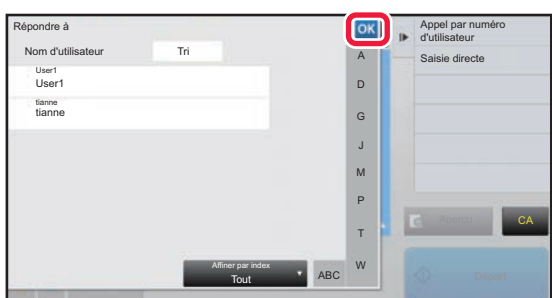 Répondre à
OK
Nom d'utilisateur
Tri
User1
User1
tianne
tianne
A
D
G
J
M
P
T
W
Affiner par index
Tout
ABC
Appel par numéro
d'utilisateur
Saisie directe
Aperçu
CA
Départ